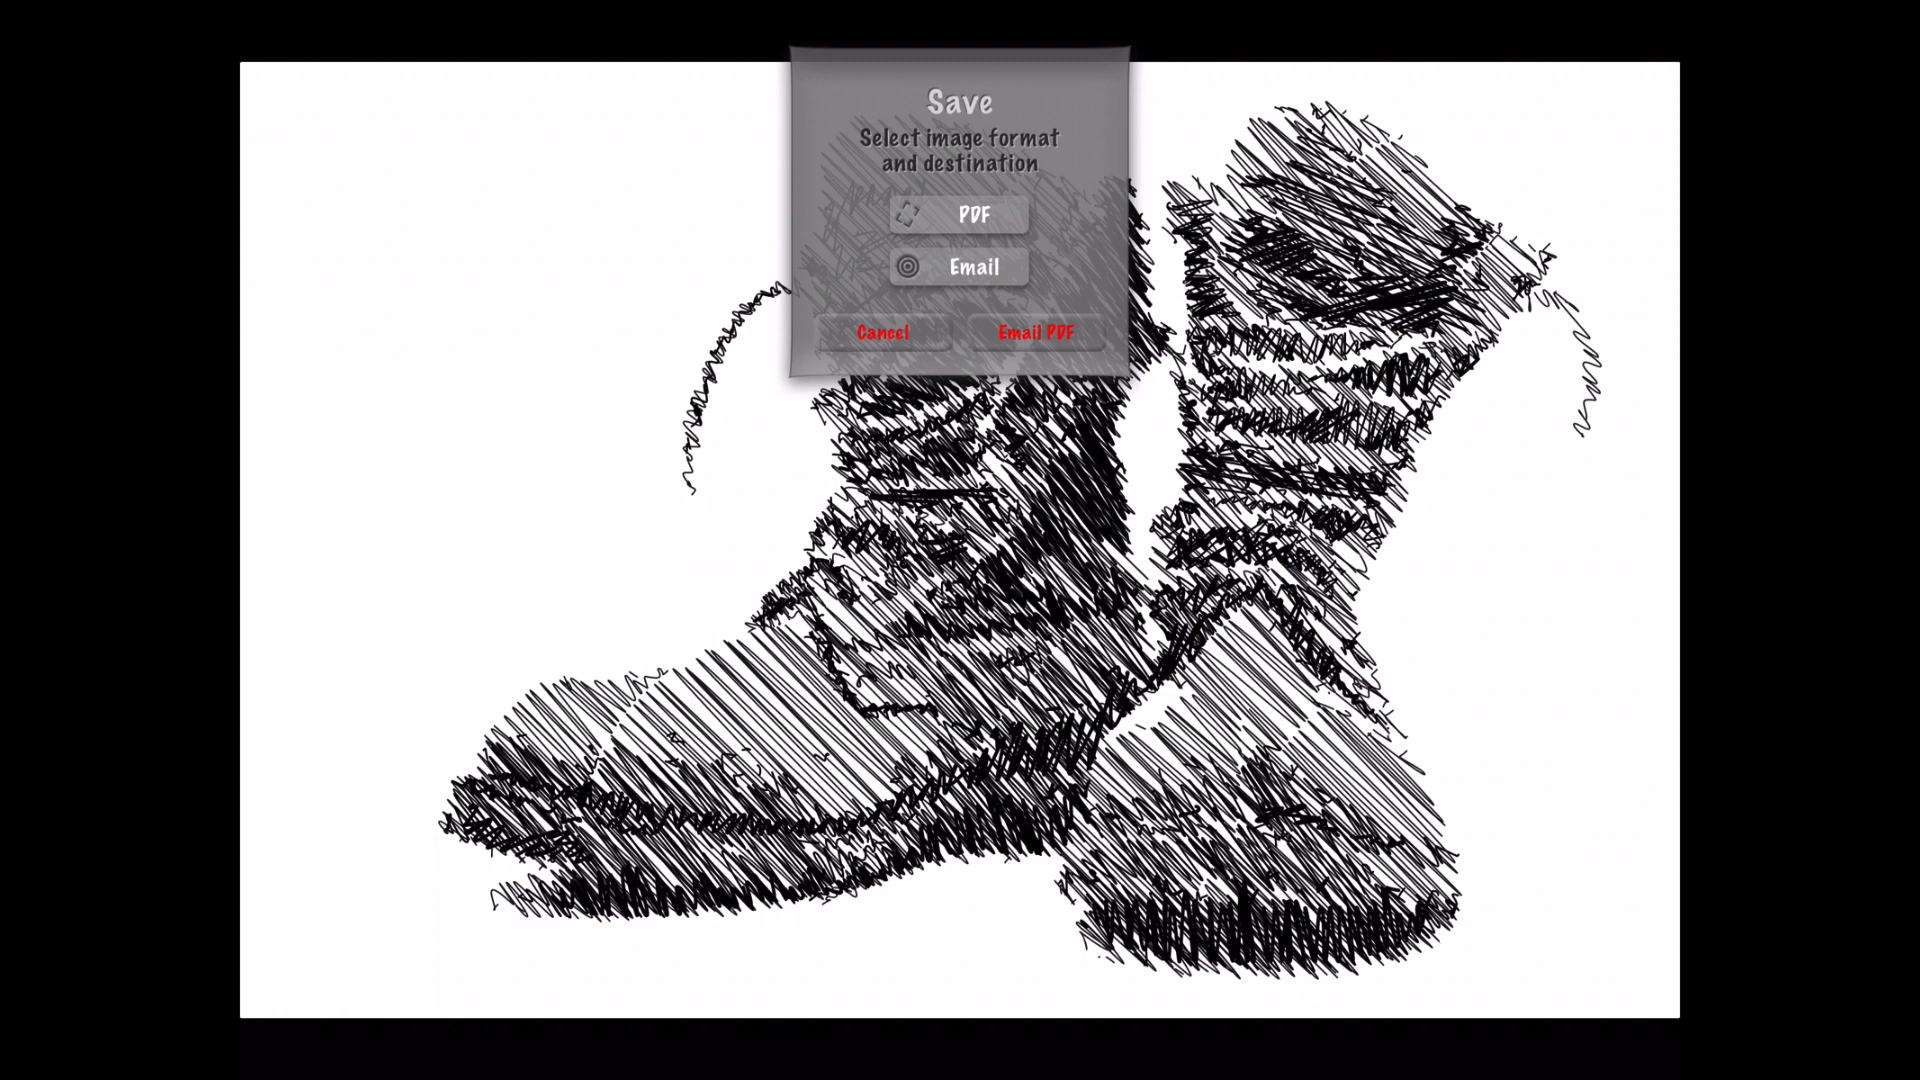 Save
Select image format
and destination
PDF
Email
Cancel
Email PDF